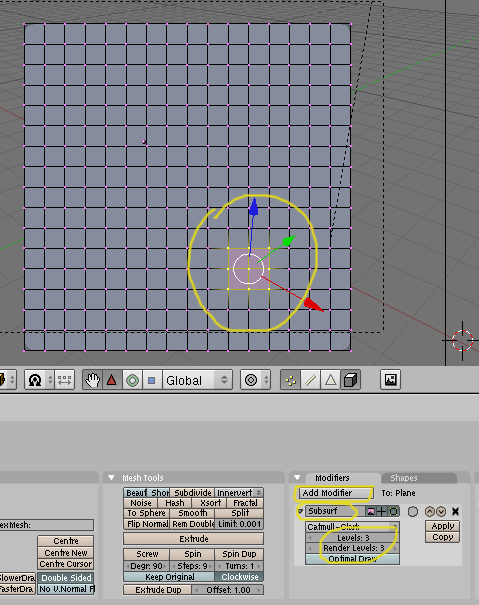 Global
Mesh Tools
Modifiers
Shapes
Beaut
Shor
Subdivide
Innervert
Noise
Hash
Xsort
Fractal
To Sphere
Smooth
Split
Flip Normal
Rem Double
Limit: 0.001
Extrude
Screw
Spin
Spin Dup
Degr: 90
Steps: 9
Turns: 1
Keep Original
Clockwise
Extrude Dup
Offset: 1.00
Add Modifier
To: Plane
Subsurf
Catmull-Clark
Levels: 3
Render Levels: 3
Optimal Draw
Apply
Copy
exMesh:
Centre
Centre New
Centre Cursor
SlowerDra
Double Sided
FasterDra
No V.Normal Fl